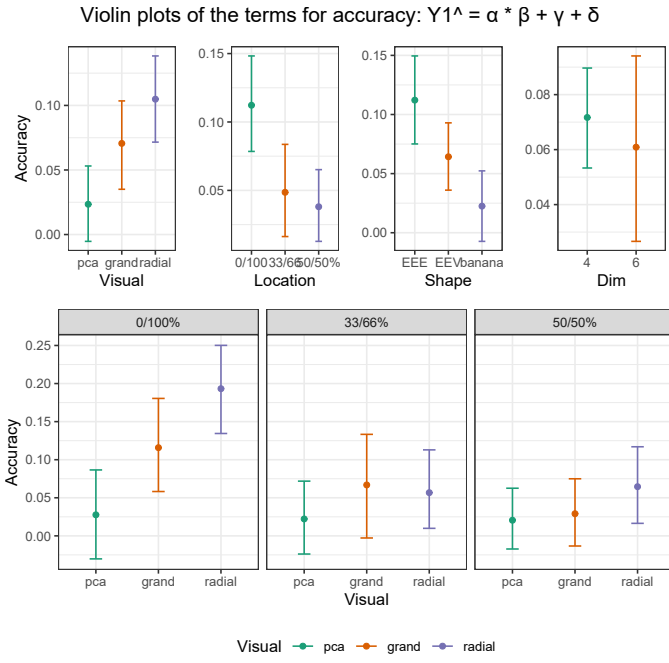 Violin plots of the terms for accuracy: Y1^ = α * β + γ + δ
Accuracy
0.10
0.05
0.00
pca grand radial
Visual
0.15
0.10
0.05
0/100 33/66 50/50%
Location
0.15
0.10
0.05
0.00
EEE EEV banana
Shape
0.08
0.06
0.04
4 6
Dim
0/100% 33/66% 50/50%
Accuracy
0.25
0.20
0.15
0.10
0.05
0.00
pca grand radial pca grand radial pca grand radial
Visual
Visual pca grand radial